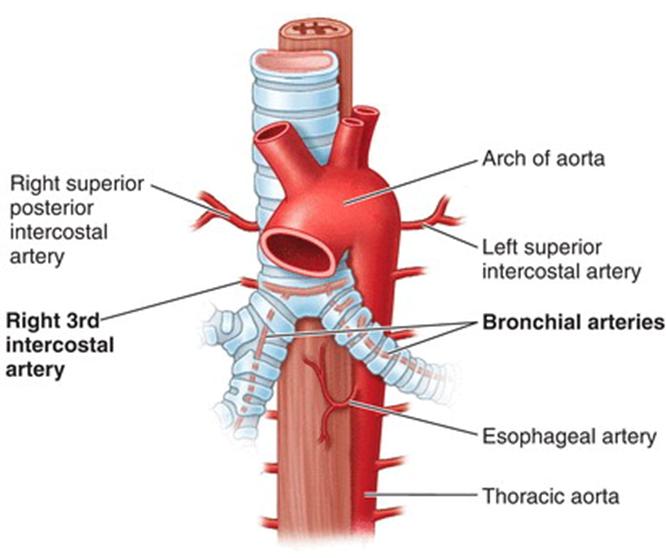 Right superior
posterior
intercostal
artery
Right 3rd
intercostal
artery
Arch of aorta
Left superior
intercostal artery
Bronchial arteries
Esophageal artery
Thoracic aorta